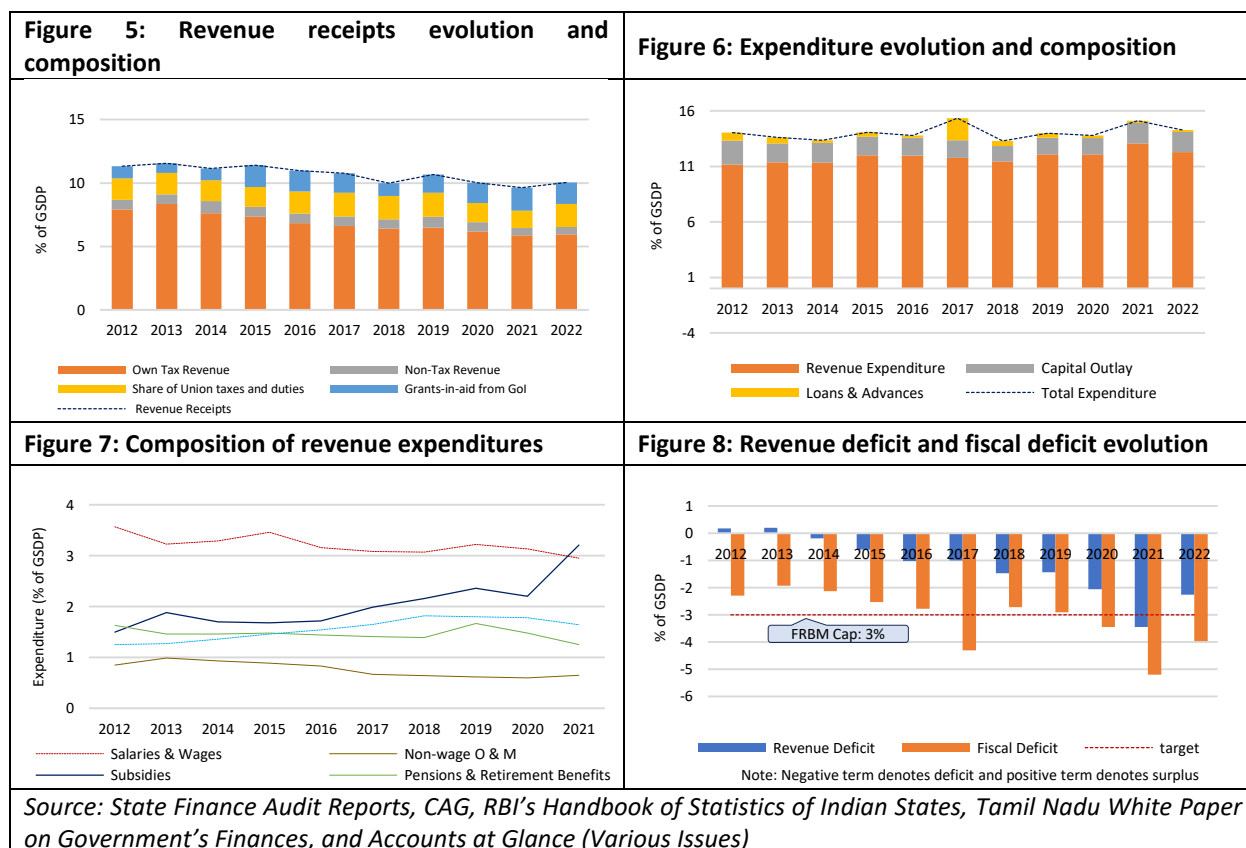 Figure 5: Revenue receipts evolution and
composition
15
10
5
0
% of GSDP
2012 2013 2014 2015 2016 2017 2018 2019 2020 2021 2022
Own Tax Revenue
Non-Tax Revenue
Share of Union taxes and duties
Grants-in-aid from GoI
Revenue Receipts
Figure 6: Expenditure evolution and composition
16
11
6
1
-4
% of GSDP
2012 2013 2014 2015 2016 2017 2018 2019 2020 2021 2022
Revenue Expenditure
Capital Outlay
Loans & Advances
Total Expenditure
Figure 7: Composition of revenue expenditures
4
3
2
1
0
Expenditure (% of GSDP)
2012 2013 2014 2015 2016 2017 2018 2019 2020 2021
Salaries & Wages
Non-wage O & M
Subsidies
Pensions & Retirement Benefits
Figure 8: Revenue deficit and fiscal deficit evolution
1
0
-1
-2
-3
-4
-5
-6
% of GSDP
2012 2013 2014 2015 2016 2017 2018 2019 2020 2021 2022
FRBM Cap: 3%
Revenue Deficit
Fiscal Deficit
target
Note: Negative term denotes deficit and positive term denotes surplus
Source: State Finance Audit Reports, CAG, RBI’s Handbook of Statistics of Indian States, Tamil Nadu White Paper
on Government’s Finances, and Accounts at Glance (Various Issues)